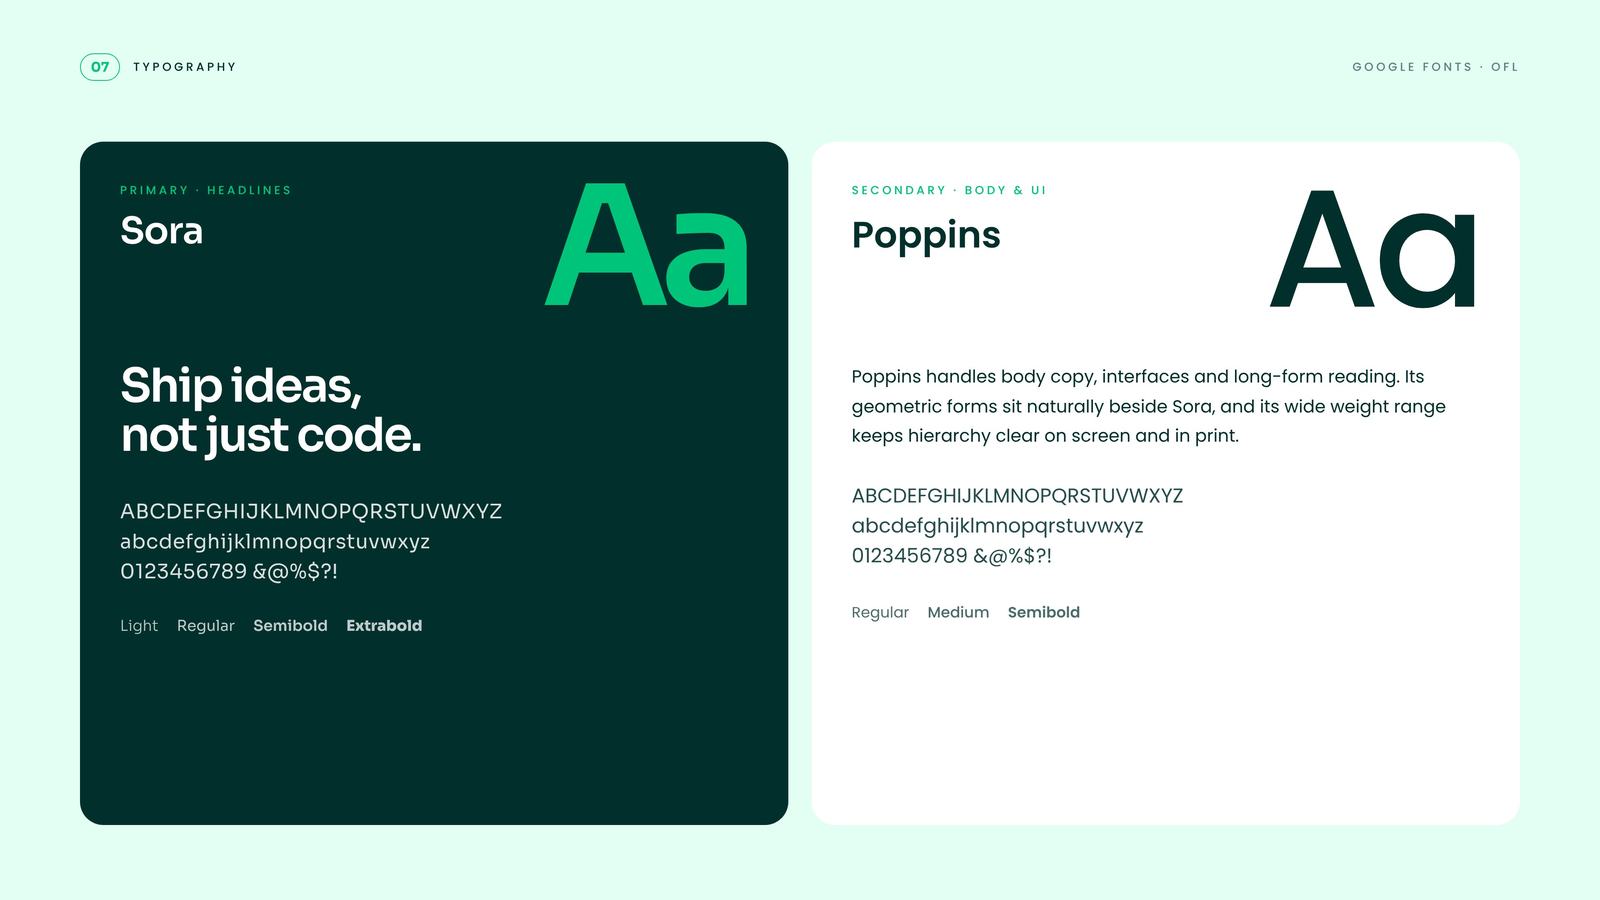 07 TYPOGRAPHY
GOOGLE FONTS · OFL
PRIMARY · HEADLINES
Sora
Aa
Ship ideas,
not just code.
ABCDEFGHIJKLMNOPQRSTUVWXYZ
abcdefghijklmnopqrstuvwxyz
0123456789 &@%$?!
Light Regular Semibold Extrabold
SECONDARY · BODY & UI
Poppins
Aa
Poppins handles body copy, interfaces and long-form reading. Its
geometric forms sit naturally beside Sora, and its wide weight range
keeps hierarchy clear on screen and in print.
ABCDEFGHIJKLMNOPQRSTUVWXYZ
abcdefghijklmnopqrstuvwxyz
0123456789 &@%$?!
Regular Medium Semibold